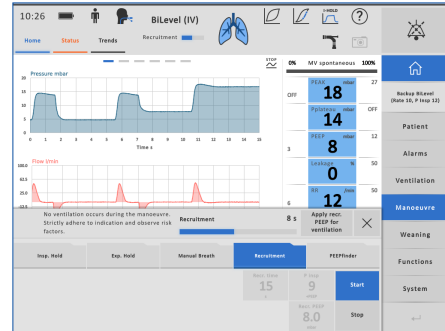 10:26
BiLevel (IV)
Home
Status
Trends
Recruitment
I-HOLD
?
STOP
0%
MV spontaneous
100%
Pressure mbar
20
15
10
5
0
0 1 2 3 4 5 6 7 8 9 10 11 12 13 14 15
Time s
Flow l/min
100.0
62.5
25.0
-12.5
OFF
PEAK mbar
18
27
Pplateau mbar
14
OFF
3
PEEP mbar
8
12
Leakage %
0
50
6
RR /min
12
50
Backup BiLevel
(Rate 10, P Insp 12)
Patient
Alarms
Ventilation
Manoeuvre
Weaning
Functions
System
No ventilation occurs during the manoeuvre.
Strictly adhere to indication and observe risk
factors.
Recruitment
8 s
Apply recr.
PEEP for
ventilation
Insp. Hold
Exp. Hold
Manual Breath
Recruitment
PEEPfinder
15
s
P Insp
9
Start
PEEP
8.0
Stop